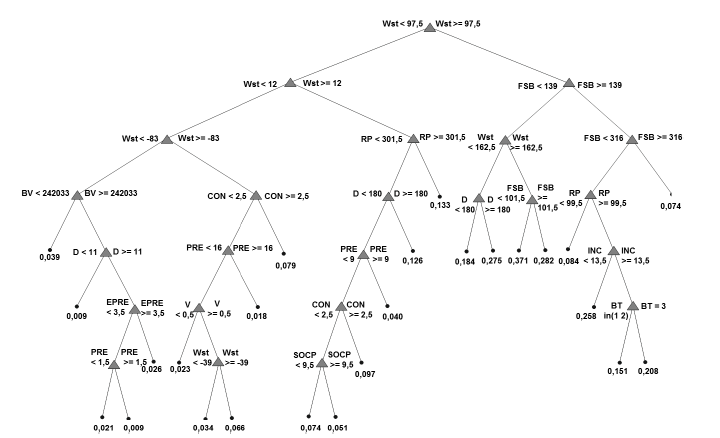 Wst < 97,5 Wst >= 97,5
Wst < 12 Wst >= 12
FSB < 139 FSB >= 139
Wst < -83 Wst >= -83
RP < 301,5 RP >= 301,5
Wst < 162,5 Wst >= 162,5
FSB < 316 FSB >= 316
BV < 242033 BV >= 242033
CON < 2,5 CON >= 2,5
D < 180 D >= 180
0,133
D < 180 D >= 180
FSB < 101,5 FSB >= 101,5
RP < 99,5 RP >= 99,5
0,074
0,039
D < 11 D >= 11
PRE < 16 PRE >= 16
0,079
PRE < 9 PRE >= 9
0,126
0,184
0,275
0,371
0,282
0,084
INC < 13,5 INC >= 13,5
0,009
EPRE < 3,5 EPRE >= 3,5
V < 0,5 V >= 0,5
0,018
CON < 2,5 CON >= 2,5
0,040
0,258
BT in(1 2) BT = 3
PRE < 1,5 PRE >= 1,5
0,026
0,023
Wst < -39 Wst >= -39
SOCP < 9,5 SOCP >= 9,5
0,097
0,151
0,208
0,021
0,009
0,034
0,066
0,074
0,051